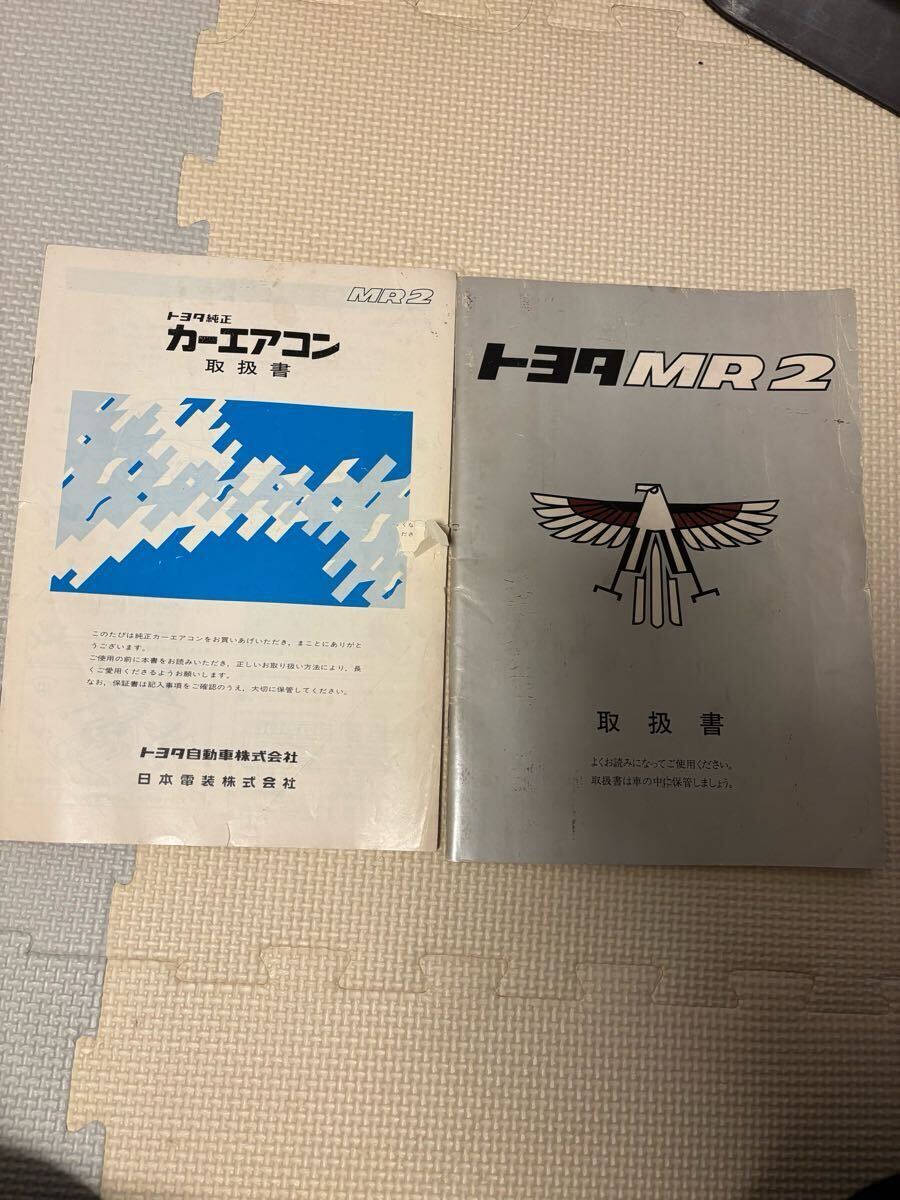 MR2
トヨタ純正
カーエアコン
取扱書
くな
だき
このたびは純正カーエアコンをお買いあげいただき，まことにありがと
うございます。
ご使用の前に本書をお読みいただき，正しいお取り扱い方法により，長
くご愛用くださるようお願いします。
なお，保証書は記入事項をご確認のうえ，大切に保管してください。
トヨタ自動車株式会社
日本電装株式会社
トヨタ MR2
取扱書
よくお読みになってご使用ください。
取扱書は車の中に保管しましょう。